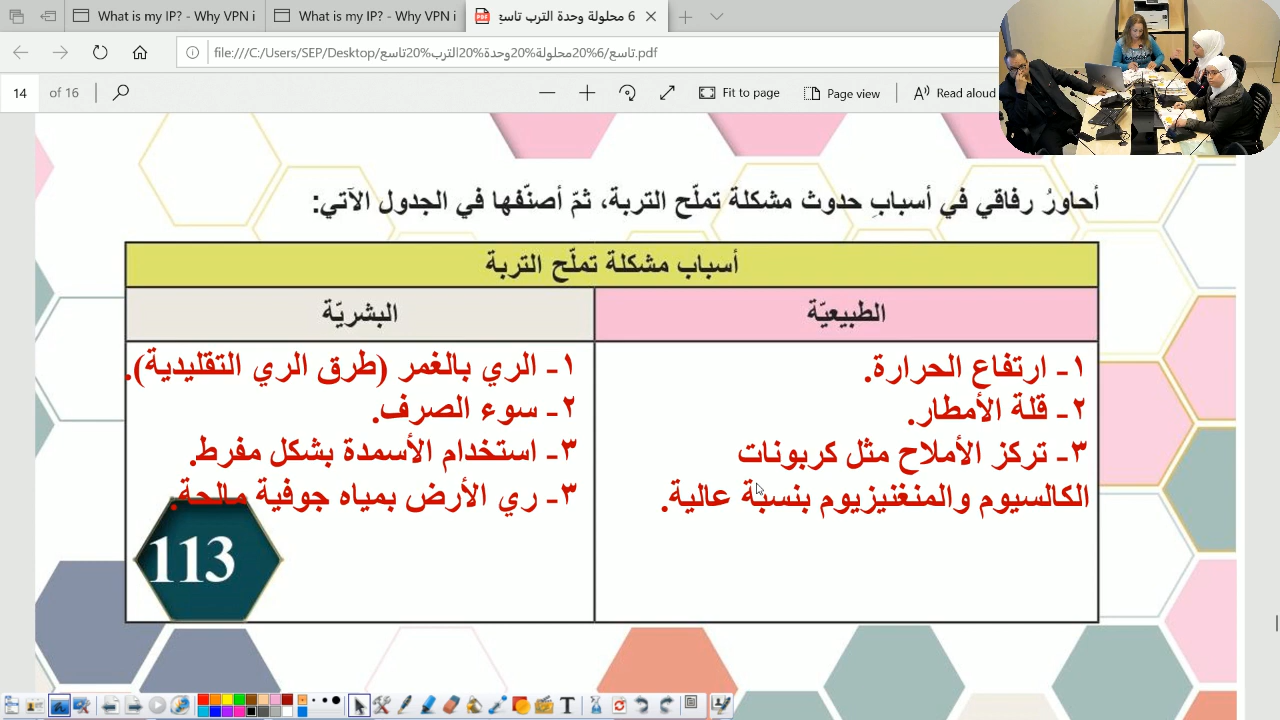 What is my IP? - Why VPN i
What is my IP? - Why VPN i
6 محلولة وحدة الترب تاسع
file:///C:/Users/SEP/Desktop/تاسع/6%20محلولة%20وحدة%20الترب%20تاسع.pdf
14 of 16
Fit to page
Page view
Read aloud
أحاورُ رفاقي في أسبابِ حدوث مشكلة تملّح التربة، ثمّ أصنّفها في الجدول الآتي:
أسباب مشكلة تملّح التربة
الطبيعيّة
١- ارتفاع الحرارة.
٢- قلة الأمطار.
٣- تركز الأملاح مثل كربونات
الكالسيوم والمنغنيزيوم بنسبة عالية.
البشريّة
١- الري بالغمر (طرق الري التقليدية).
٢- سوء الصرف.
٣- استخدام الأسمدة بشكل مفرط.
٣- ري الأرض بمياه جوفية مالحة.
113